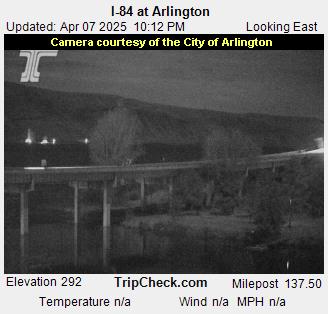 I-84 at Arlington
Updated: Apr 07 2025 10:12 PM Looking East
Camera courtesy of the City of Arlington
Elevation 292 TripCheck.com Milepost 137.50
Temperature n/a Wind n/a MPH n/a